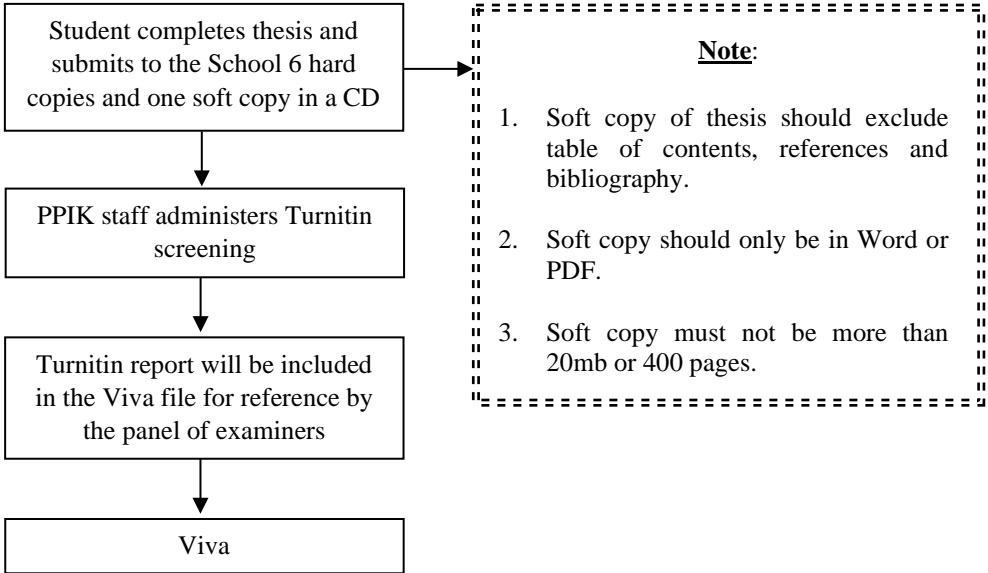 Student completes thesis and
submits to the School 6 hard
copies and one soft copy in a CD
PPIK staff administers Turnitin
screening
Turnitin report will be included
in the Viva file for reference by
the panel of examiners
Viva
Note:
1. Soft copy of thesis should exclude
table of contents, references and
bibliography.
2. Soft copy should only be in Word or
PDF.
3. Soft copy must not be more than
20mb or 400 pages.